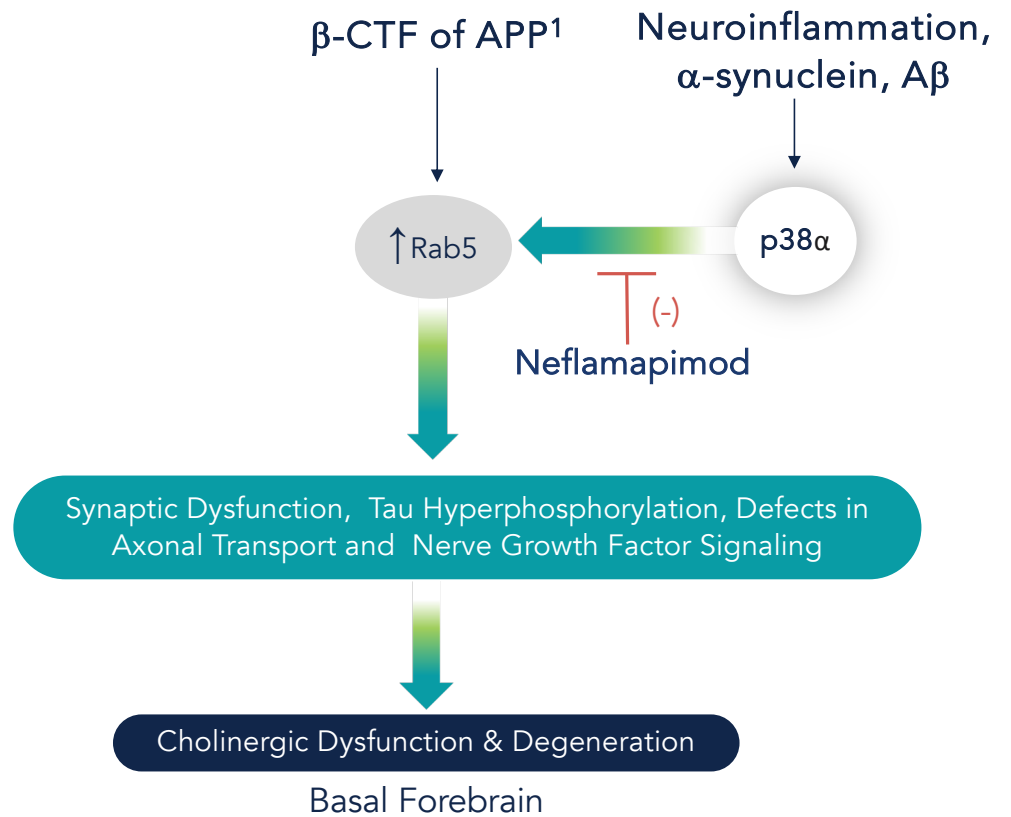 β-CTF of APP¹
Neuroinflammation,
α-synuclein, Aβ
↑Rab5
p38α
(-)
Neflamapimod
Synaptic Dysfunction, Tau Hyperphosphorylation, Defects in
Axonal Transport and Nerve Growth Factor Signaling
Cholinergic Dysfunction & Degeneration
Basal Forebrain